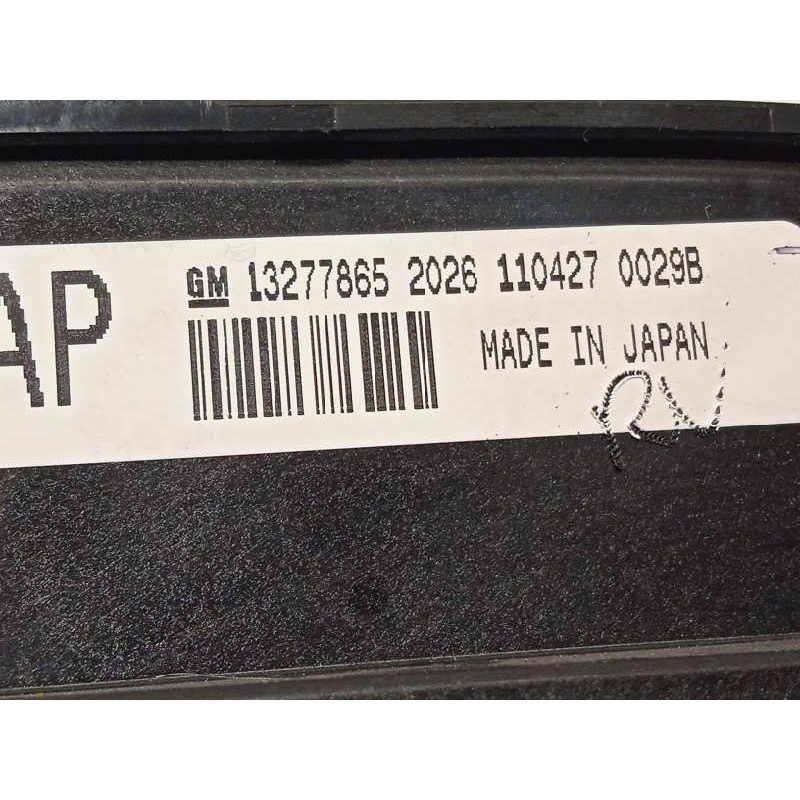 AP
GM 13277865 2026 110427 0029B
MADE IN JAPAN